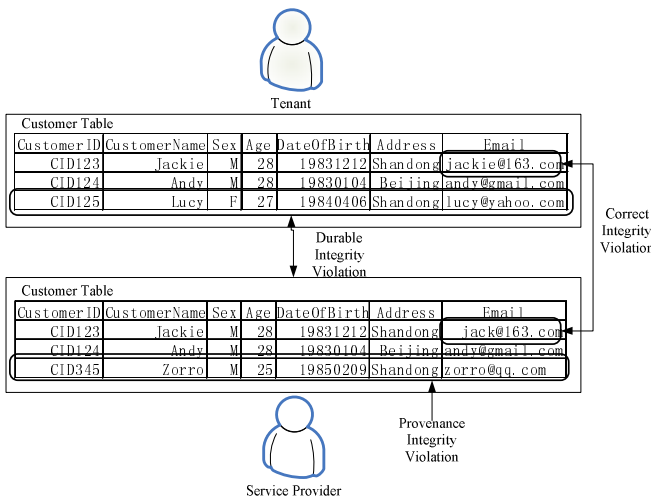 Tenant
Customer Table
CustomerID CustomerName Sex Age DateOfBirth Address Email
CID123 Jackie M 28 19831212 Shandong jackie@163.com
CID124 Andy M 28 19830104 Beijing andy@gmail.com
CID125 Lucy F 27 19840406 Shandong lucy@yahoo.com
Durable
Integrity
Violation
Correct
Integrity
Violation
Customer Table
CustomerID CustomerName Sex Age DateOfBirth Address Email
CID123 Jackie M 28 19831212 Shandong jack@163.com
CID124 Andy M 28 19830104 Beijing andy@gmail.com
CID345 Zorro M 25 19850209 Shandong zorro@qq.com
Provenance
Integrity
Violation
Service Provider